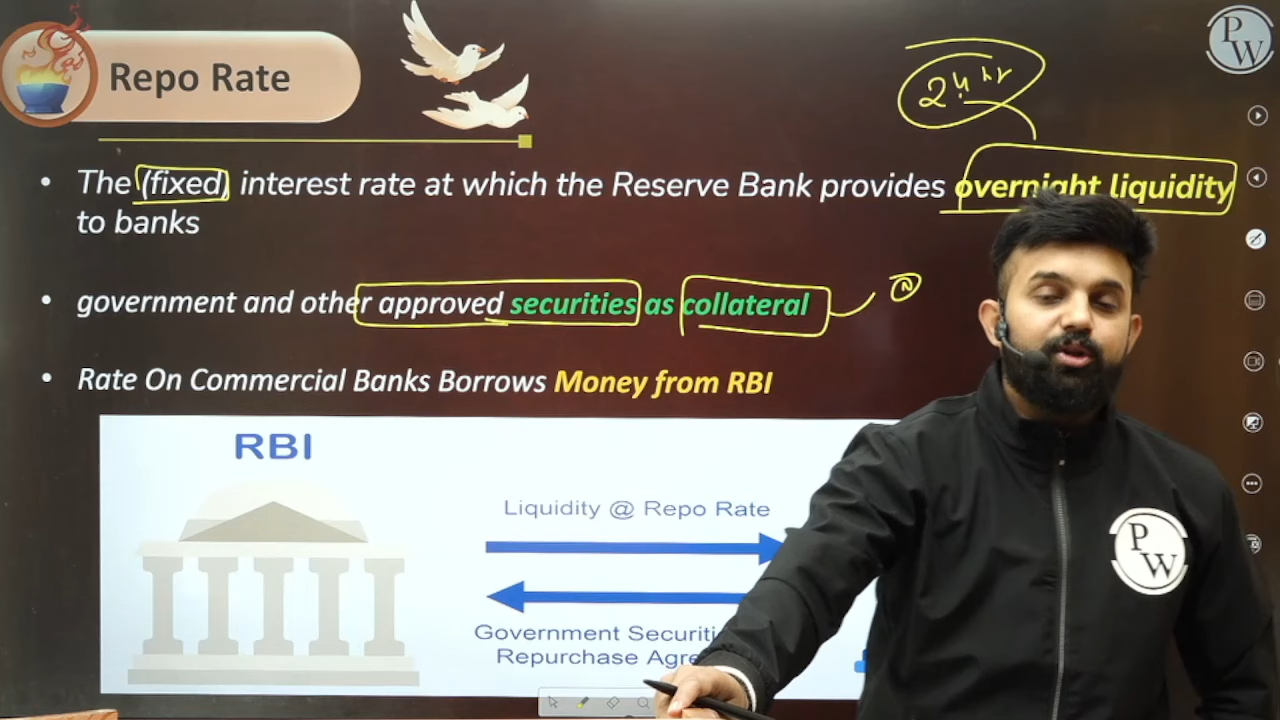 Repo Rate
PW
24 hr
• The (fixed) interest rate at which the Reserve Bank provides overnight liquidity
to banks
• government and other approved securities as collateral
• Rate On Commercial Banks Borrows Money from RBI
RBI
Liquidity @ Repo Rate
Government
Repurchase
PW